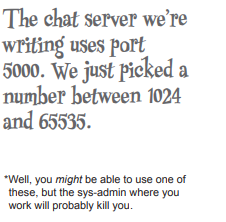 The chat server we're
writing uses port
5000. We just picked a
number between 1024
and 65535.
*Well, you might be able to use one of
these, but the sys-admin where you
work will probably kill you.